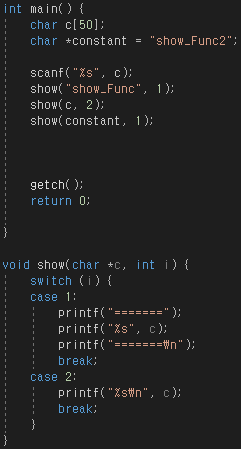 int main() {
char c[50];
char *constant = "show_Func2";
scanf("%s", c);
show("show_Func", 1);
show(c, 2);
show(constant, 1);
getch();
return 0;
}
void show(char *c, int i) {
switch (i) {
case 1:
printf("=======");
printf("%s", c);
printf("=======₩n");
break;
case 2:
printf("%s₩n", c);
break;
}
}